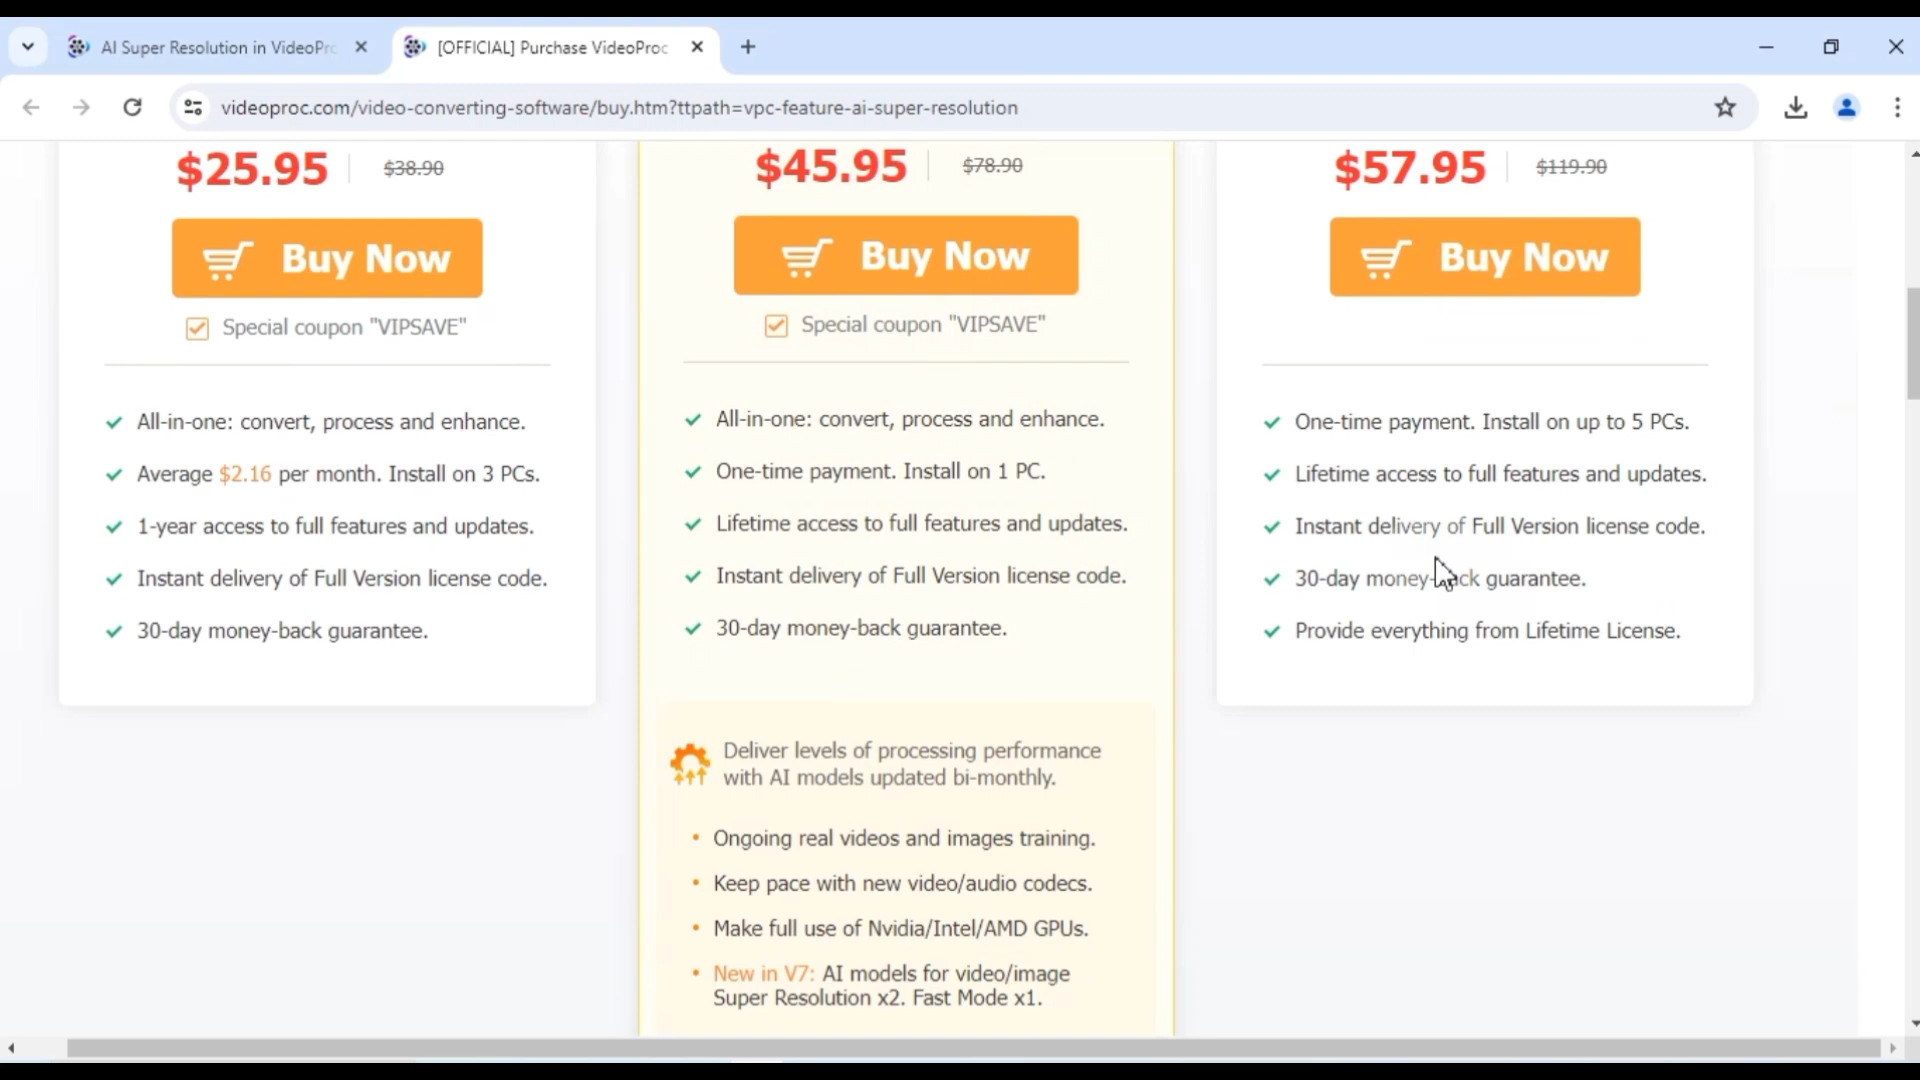 AI Super Resolution in VideoPr
[OFFICIAL] Purchase VideoProc
videoproc.com/video-converting-software/buy.htm?ttpath=vpc-feature-ai-super-resolution
$25.95 $38.90
Buy Now
Special coupon "VIPSAVE"
All-in-one: convert, process and enhance.
Average $2.16 per month. Install on 3 PCs.
1-year access to full features and updates.
Instant delivery of Full Version license code.
30-day money-back guarantee.
$45.95 $78.90
Buy Now
Special coupon "VIPSAVE"
All-in-one: convert, process and enhance.
One-time payment. Install on 1 PC.
Lifetime access to full features and updates.
Instant delivery of Full Version license code.
30-day money-back guarantee.
Deliver levels of processing performance
with AI models updated bi-monthly.
• Ongoing real videos and images training.
• Keep pace with new video/audio codecs.
• Make full use of Nvidia/Intel/AMD GPUs.
• New in V7: AI models for video/image
Super Resolution x2. Fast Mode x1.
$57.95 $119.90
Buy Now
One-time payment. Install on up to 5 PCs.
Lifetime access to full features and updates.
Instant delivery of Full Version license code.
30-day money-back guarantee.
Provide everything from Lifetime License.